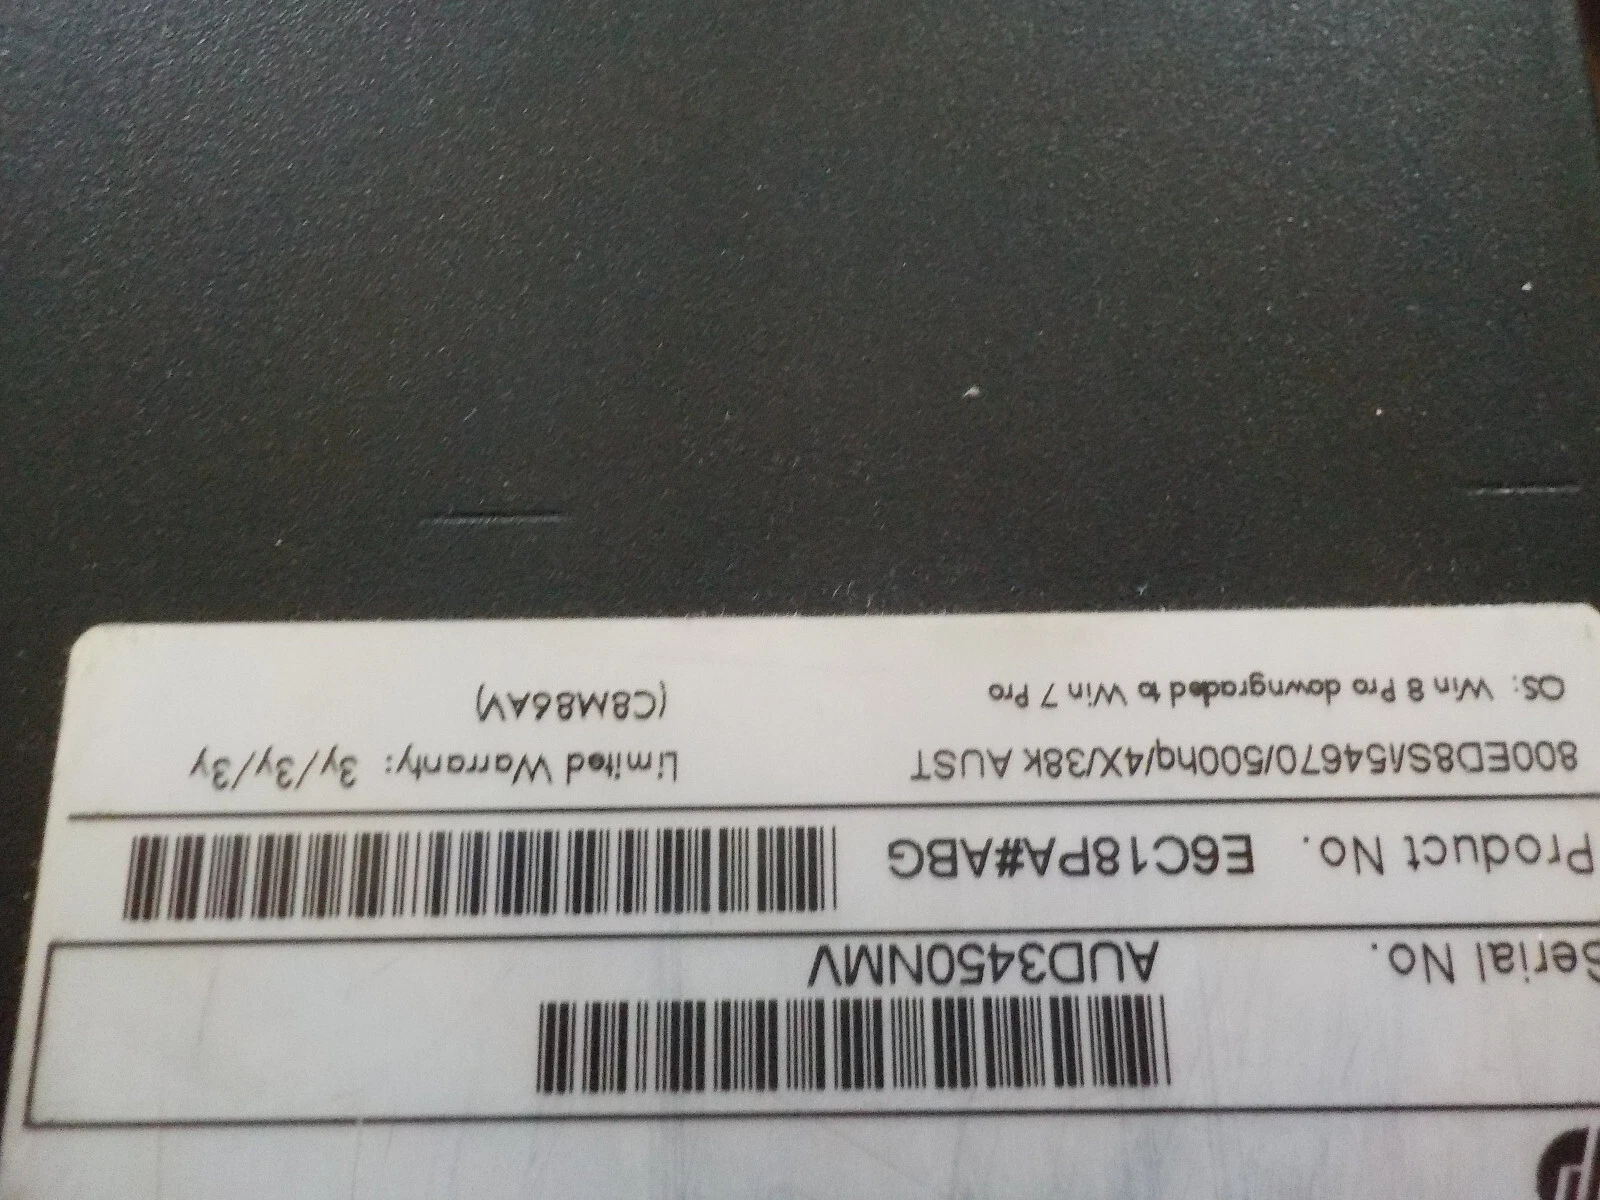 Serial No. AUD3450NMV
Product No. E6C18PA#ABG
800ED8S/i54670/500hq/4X/38k AUST Limited Warranty: 3y/3y/3y
OS: Win 8 Pro downgraded to Win 7 Pro (C8M86AV)